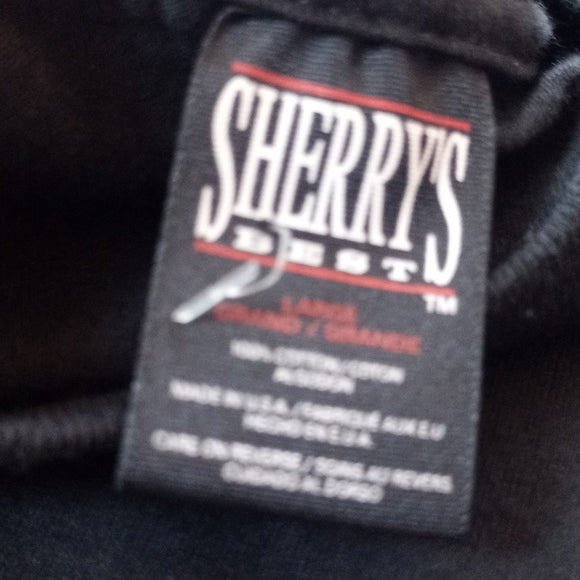 SHERRY'S
BEST
TM
LARGE
GRAND / GRANDE
100% COTTON / COTON
ALGODON
MADE IN U.S.A. / FABRIQUÉ AUX E.U.
HECHO EN E.U.A.
CARE ON REVERSE / SOINS AU REVERS
CUIDADO AL DORSO